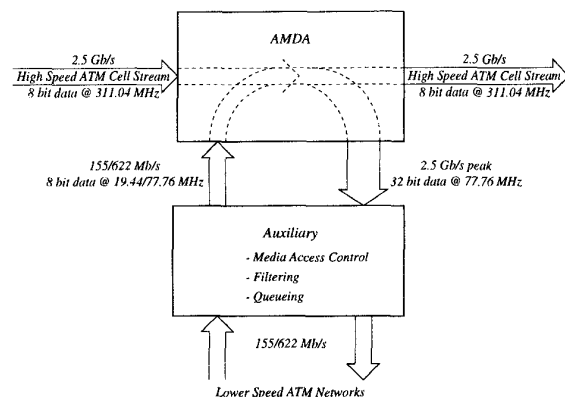 AMDA
2.5 Gb/s
High Speed ATM Cell Stream
8 bit data @ 311.04 MHz
2.5 Gb/s
High Speed ATM Cell Stream
8 bit data @ 311.04 MHz
155/622 Mb/s
8 bit data @ 19.44/77.76 MHz
2.5 Gb/s peak
32 bit data @ 77.76 MHz
Auxiliary
- Media Access Control
- Filtering
- Queueing
155/622 Mb/s
Lower Speed ATM Networks